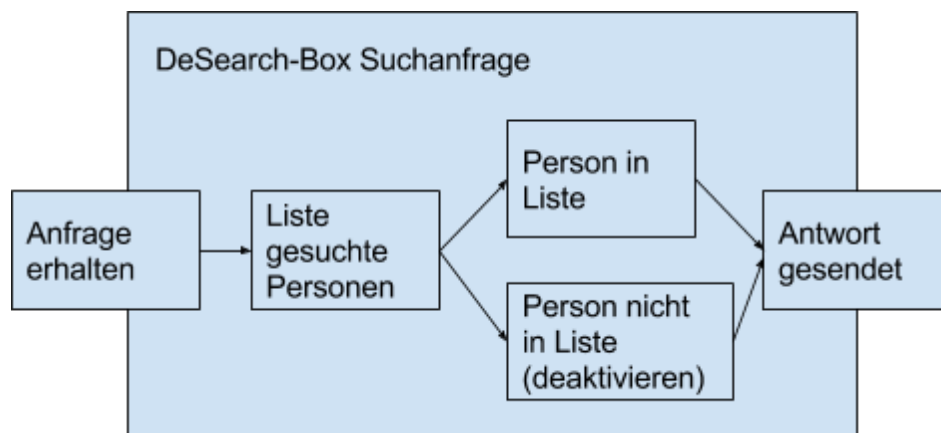 DeSearch-Box Suchanfrage
Anfrage
erhalten
Liste
gesuchte
Personen
Person in
Liste
Person nicht
in Liste
(deaktivieren)
Antwort
gesendet